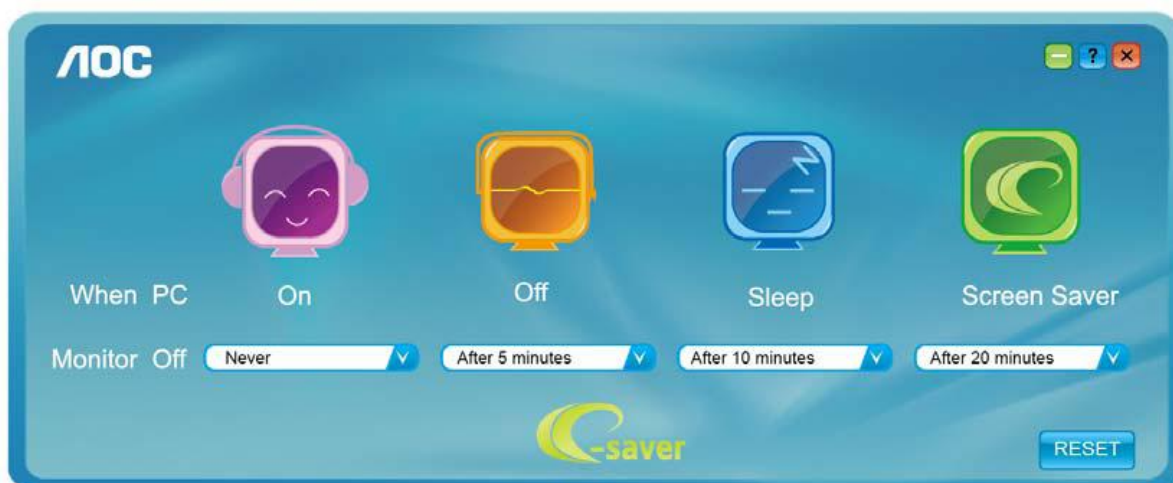 AOC
?
When PC On Off Sleep Screen Saver
Monitor Off Never After 5 minutes After 10 minutes After 20 minutes
e-saver
RESET